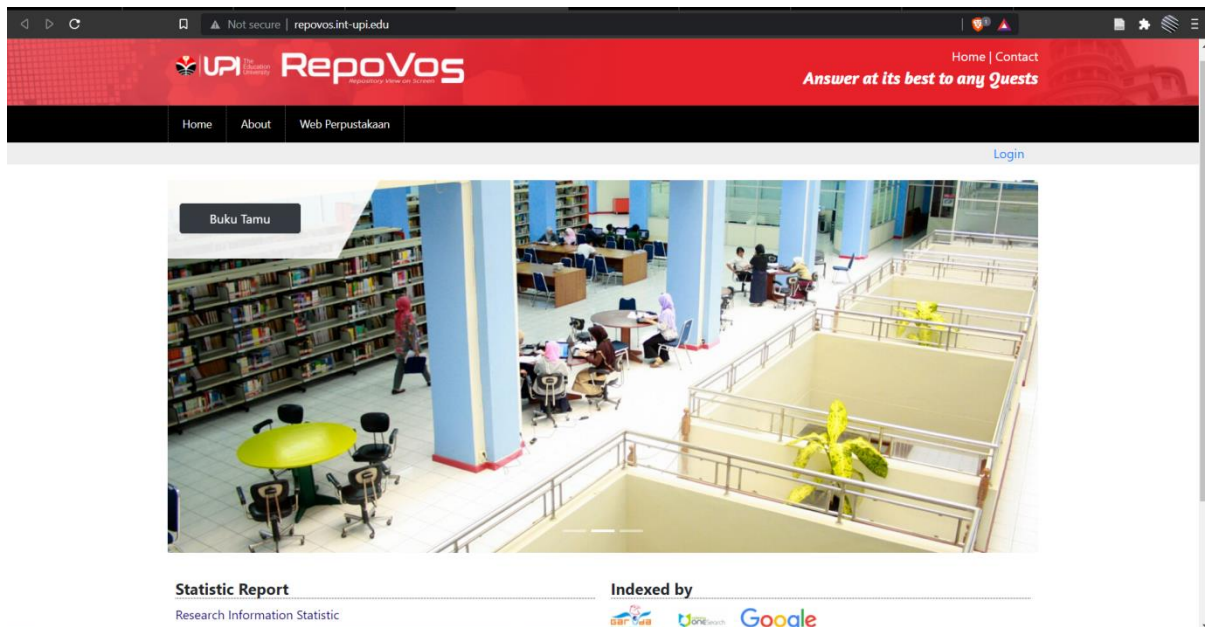 Not secure | repovos.int-upi.edu
UPI The Education University RepoVos
Repository View on Screen
Home | Contact
Answer at its best to any Quests
Home About Web Perpustakaan
Login
Buku Tamu
Statistic Report
Research Information Statistic
Indexed by
GARUDA OneSearch Google